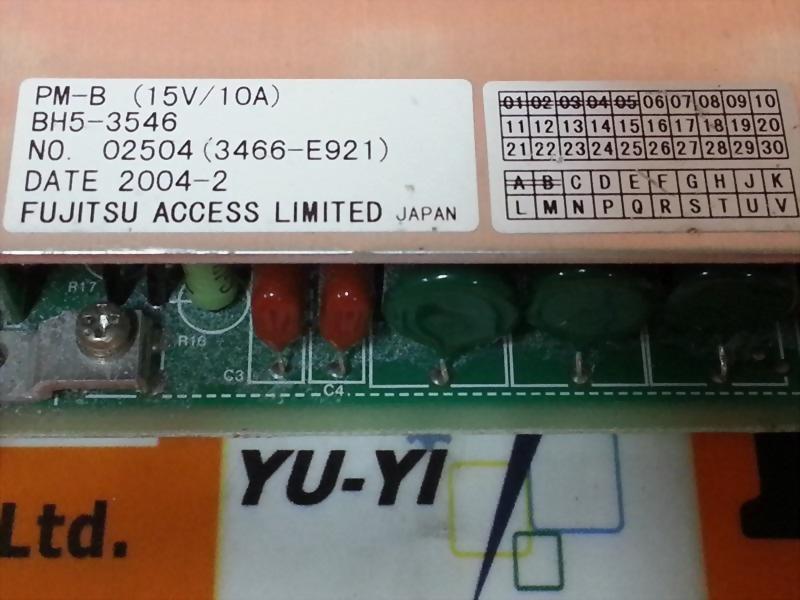 PM-B (15V/10A)
BH5-3546
NO. 02504(3466-E921)
DATE 2004-2
FUJITSU ACCESS LIMITED JAPAN
01 02 03 04 05 06 07 08 09 10
11 12 13 14 15 16 17 18 19 20
21 22 23 24 25 26 27 28 29 30
A B C D E F G H J K
L M N P Q R S T U V
R17
R16
C3
C4
YU-YI
Ltd.